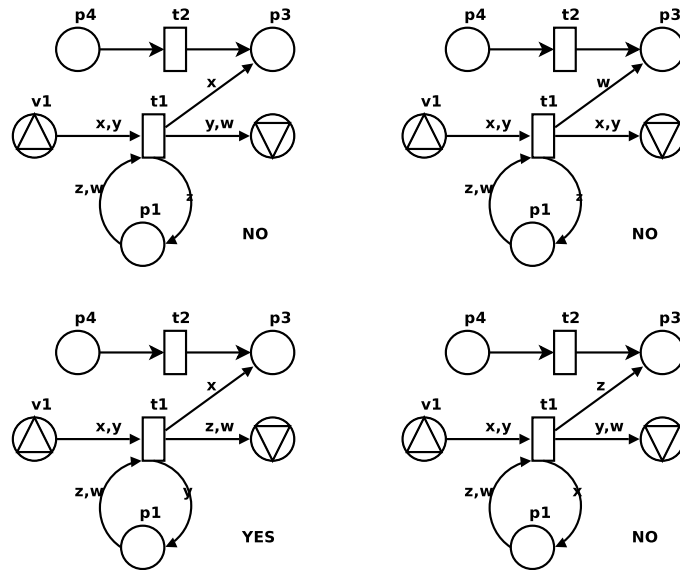 p4 t2 p3 p4 t2 p3
x w
v1 t1 v1 t1
x,y y,w x,y x,y
z,w z z,w z
p1 p1
NO NO
p4 t2 p3 p4 t2 p3
x z
v1 t1 v1 t1
x,y z,w x,y y,w
z,w y z,w x
p1 p1
YES NO